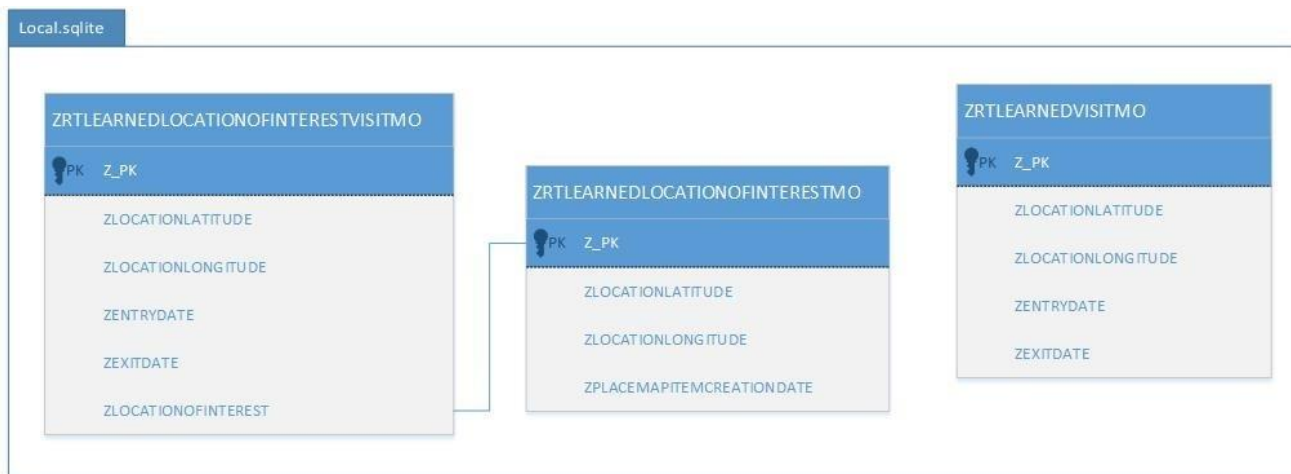 Local.sqlite
ZRTLEARNEDLOCATIONOFINTERESTVISITMO
PK Z_PK
ZLOCATIONLATITUDE
ZLOCATIONLONGITUDE
ZENTRYDATE
ZEXITDATE
ZLOCATIONOFINTEREST
ZRTLEARNEDLOCATIONOFINTERESTMO
PK Z_PK
ZLOCATIONLATITUDE
ZLOCATIONLONGITUDE
ZPLACEMAPITEMCREATIONDATE
ZRTLEARNEDVISITMO
PK Z_PK
ZLOCATIONLATITUDE
ZLOCATIONLONGITUDE
ZENTRYDATE
ZEXITDATE